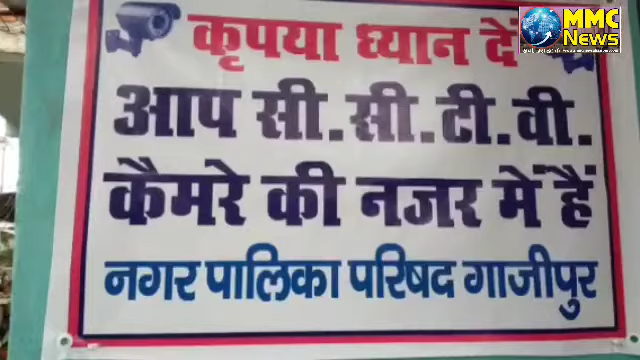 कृपया ध्यान दें
आप सी.सी.टी.वी.
कैमरे की नजर में हैं
नगर पालिका परिषद गाजीपुर
MMC
News